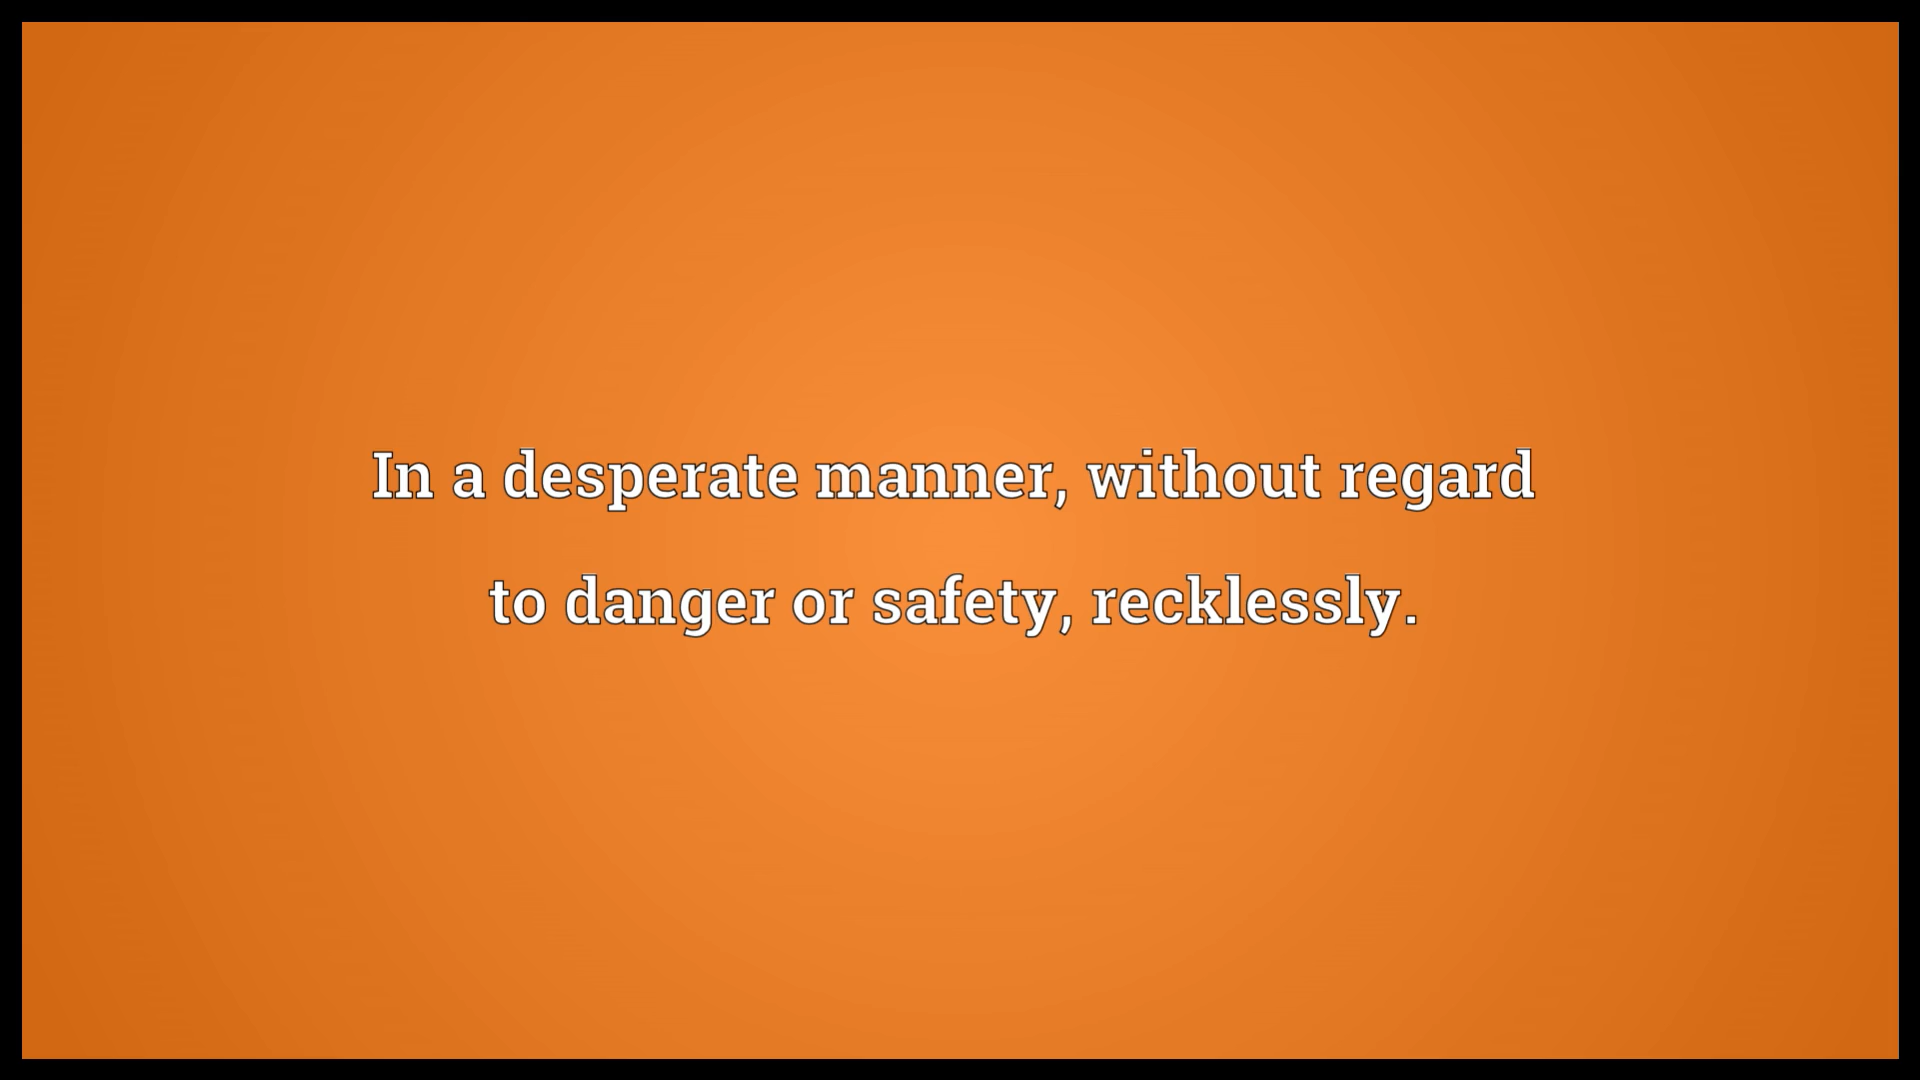 In a desperate manner, without regard
to danger or safety, recklessly.